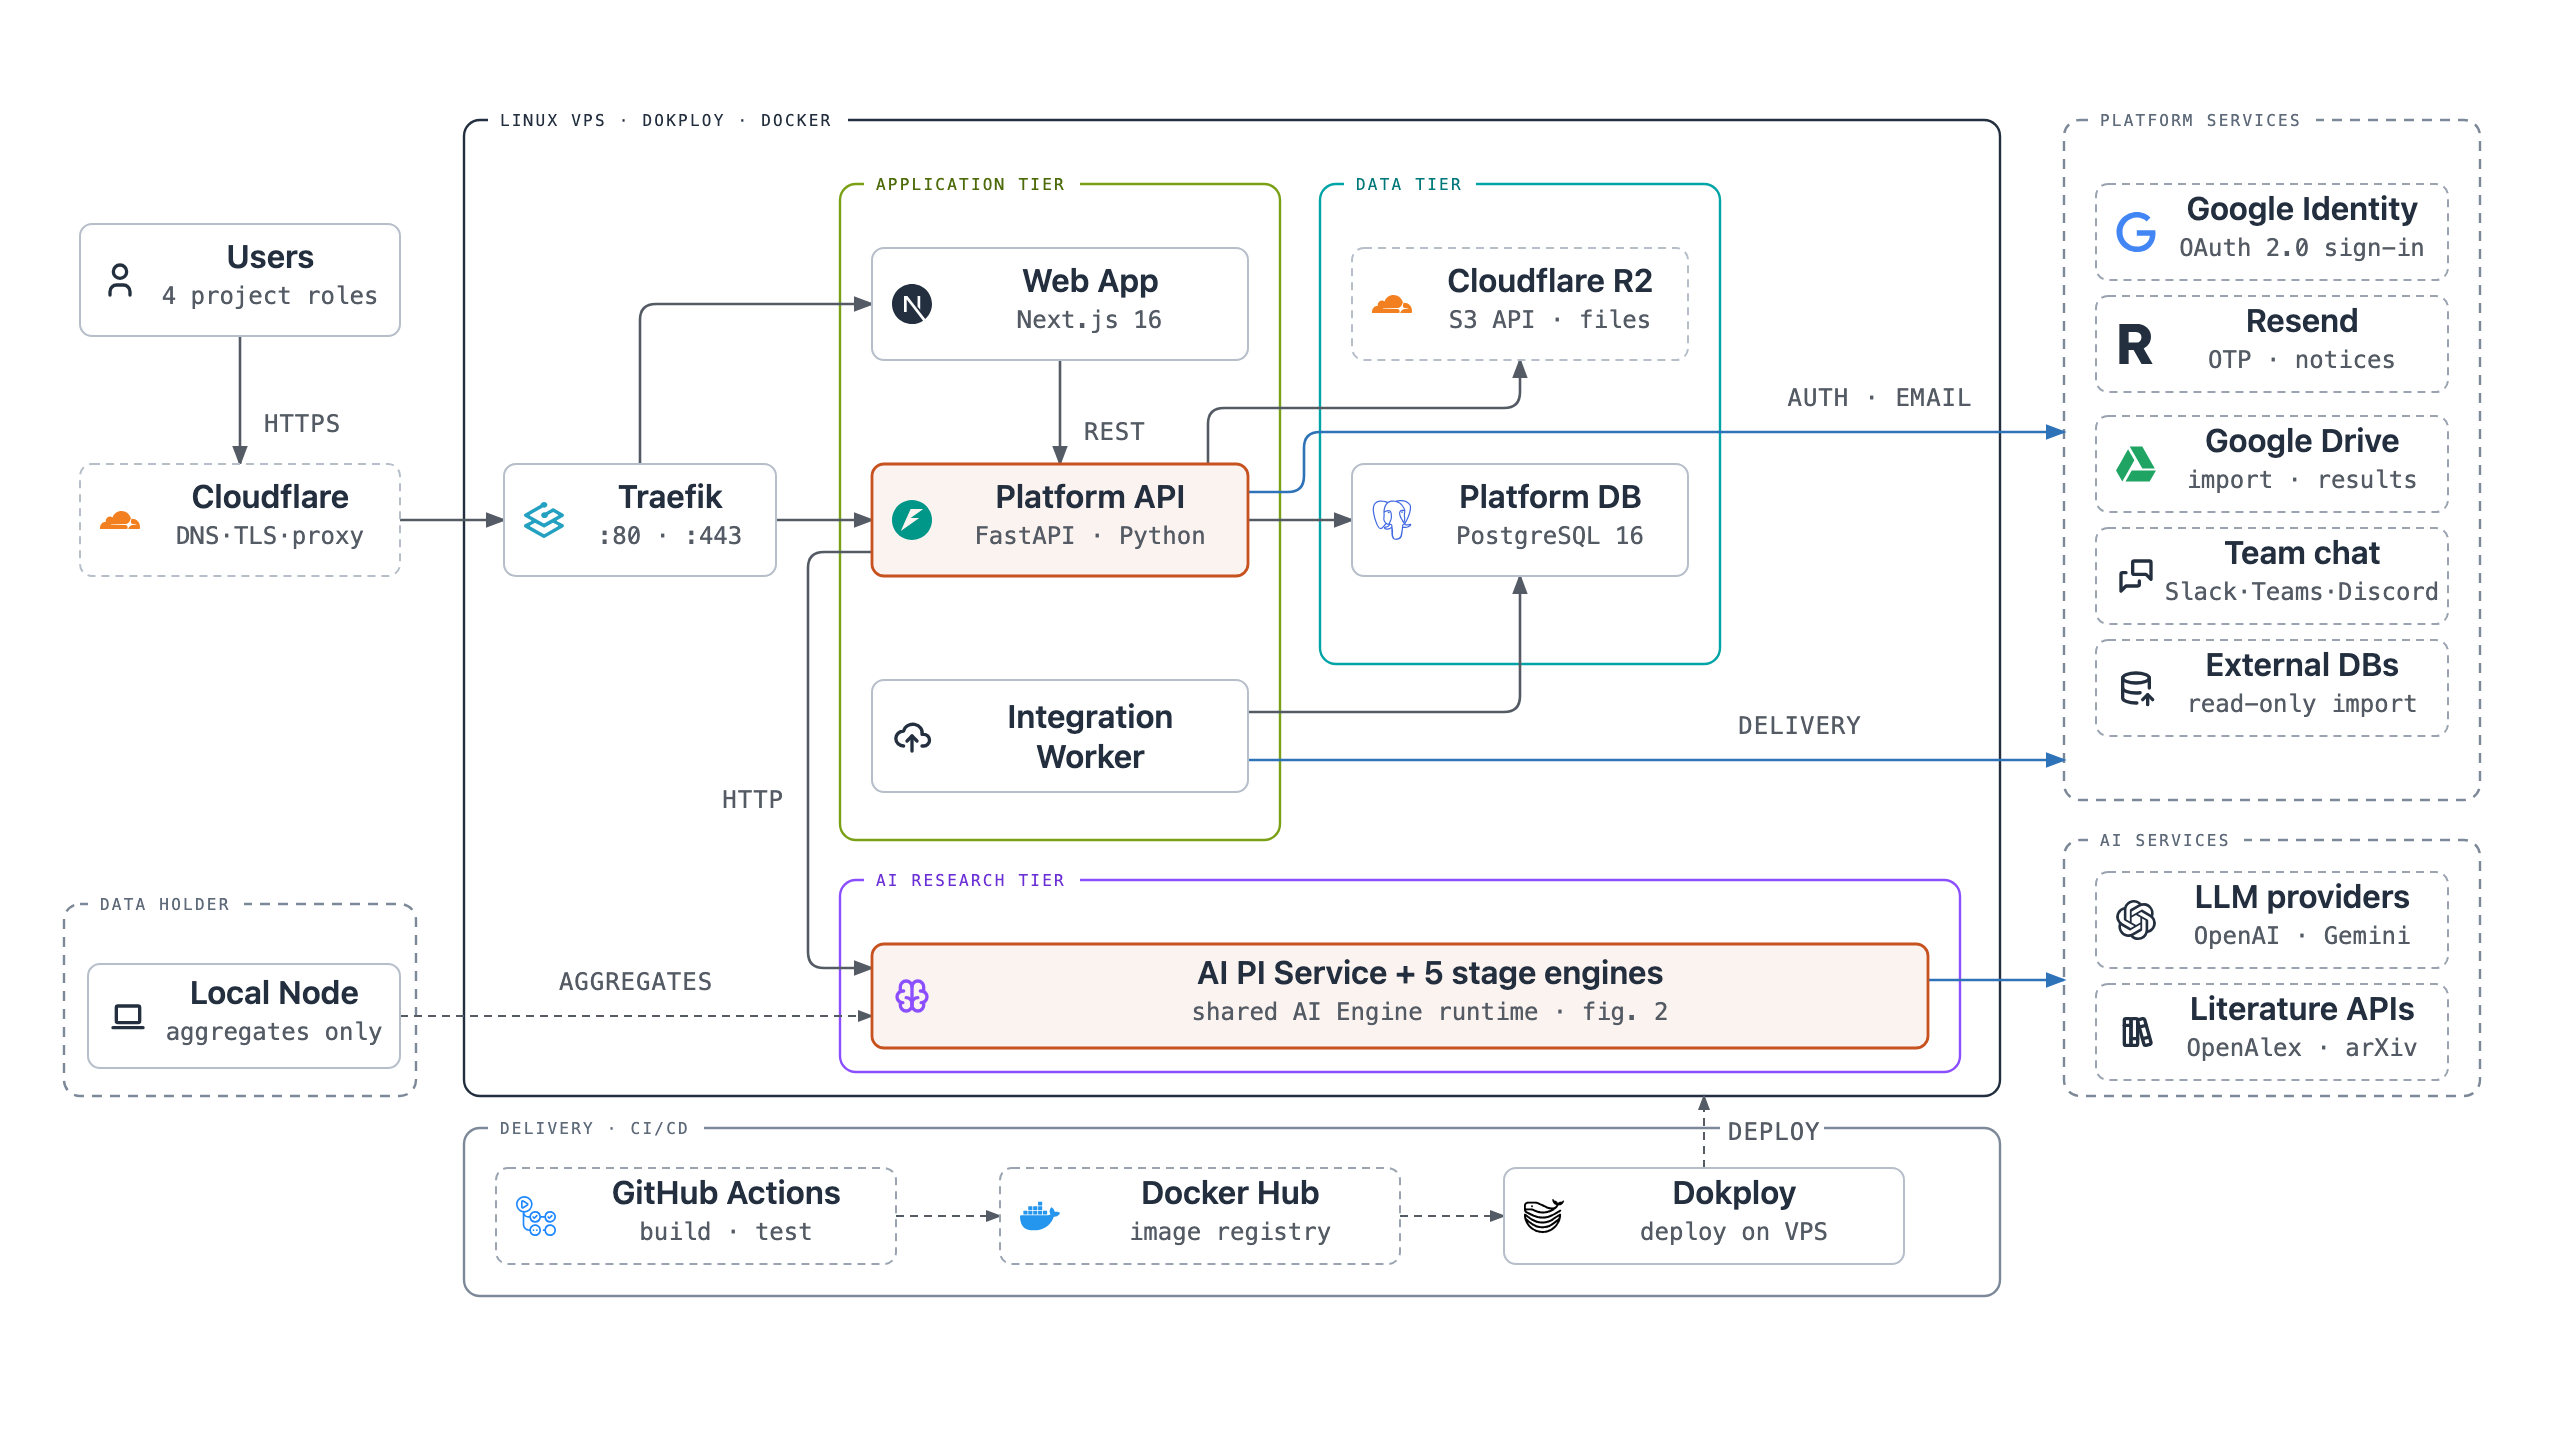 LINUX VPS · DOKPLOY · DOCKER
PLATFORM SERVICES
APPLICATION TIER
DATA TIER
Users
4 project roles
HTTPS
Cloudflare
DNS·TLS·proxy
Traefik
:80 · :443
Web App
Next.js 16
REST
Platform API
FastAPI · Python
Integration
Worker
HTTP
Cloudflare R2
S3 API · files
Platform DB
PostgreSQL 16
AUTH · EMAIL
DELIVERY
Google Identity
OAuth 2.0 sign-in
Resend
OTP · notices
Google Drive
import · results
Team chat
Slack·Teams·Discord
External DBs
read-only import
DATA HOLDER
Local Node
aggregates only
AGGREGATES
AI RESEARCH TIER
AI PI Service + 5 stage engines
shared AI Engine runtime · fig. 2
AI SERVICES
LLM providers
OpenAI · Gemini
Literature APIs
OpenAlex · arXiv
DELIVERY · CI/CD
DEPLOY
GitHub Actions
build · test
Docker Hub
image registry
Dokploy
deploy on VPS